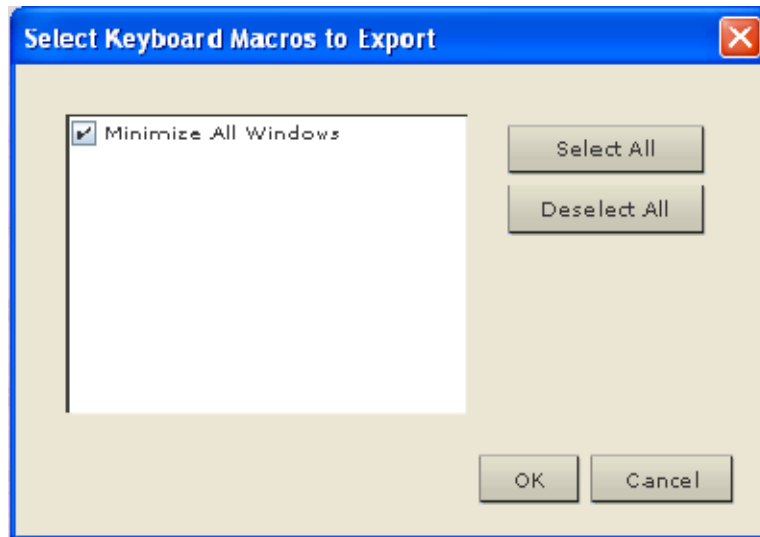 Select Keyboard Macros to Export
Minimize All Windows
Select All
Deselect All
OK
Cancel